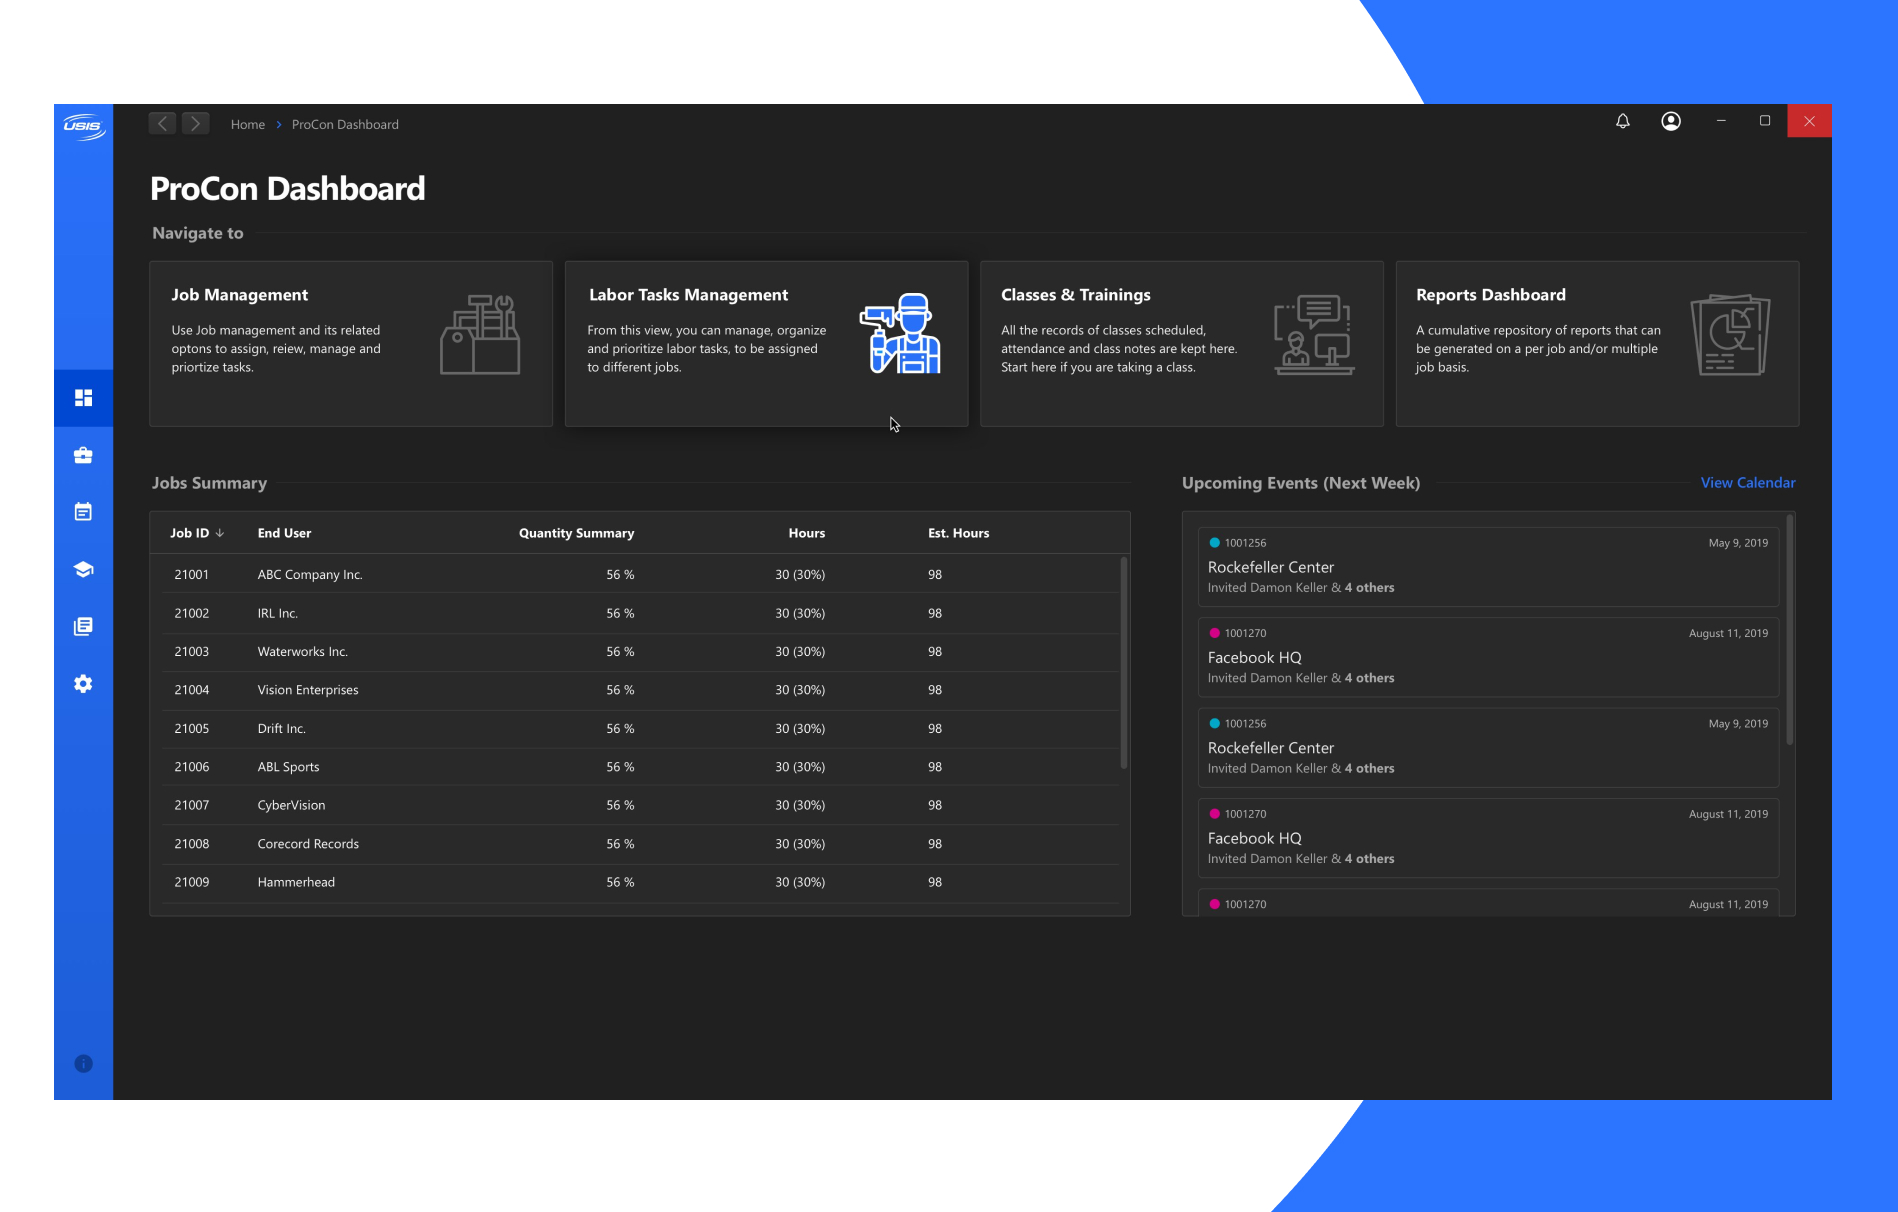 USIS
Home > ProCon Dashboard
ProCon Dashboard
Navigate to
Job Management
Use Job management and its related
optons to assign, reiew, manage and
priortize tasks.
Labor Tasks Management
From this view, you can manage, organize
and prioritize labor tasks, to be assigned
to different jobs.
Classes & Trainings
All the records of classes scheduled,
attendance and class notes are kept here.
Start here if you are taking a class.
Reports Dashboard
A cumulative repository of reports that can
be generated on a per job and/or multiple
job basis.
Jobs Summary
Job ID ↓ End User Quantity Summary Hours Est. Hours
21001 ABC Company Inc. 56 % 30 (30%) 98
21002 IRL Inc. 56 % 30 (30%) 98
21003 Waterworks Inc. 56 % 30 (30%) 98
21004 Vision Enterprises 56 % 30 (30%) 98
21005 Drift Inc. 56 % 30 (30%) 98
21006 ABL Sports 56 % 30 (30%) 98
21007 CyberVision 56 % 30 (30%) 98
21008 Corecord Records 56 % 30 (30%) 98
21009 Hammerhead 56 % 30 (30%) 98
Upcoming Events (Next Week) View Calendar
1001256 May 9, 2019
Rockefeller Center
Invited Damon Keller & 4 others
1001270 August 11, 2019
Facebook HQ
Invited Damon Keller & 4 others
1001256 May 9, 2019
Rockefeller Center
Invited Damon Keller & 4 others
1001270 August 11, 2019
Facebook HQ
Invited Damon Keller & 4 others
1001270 August 11, 2019